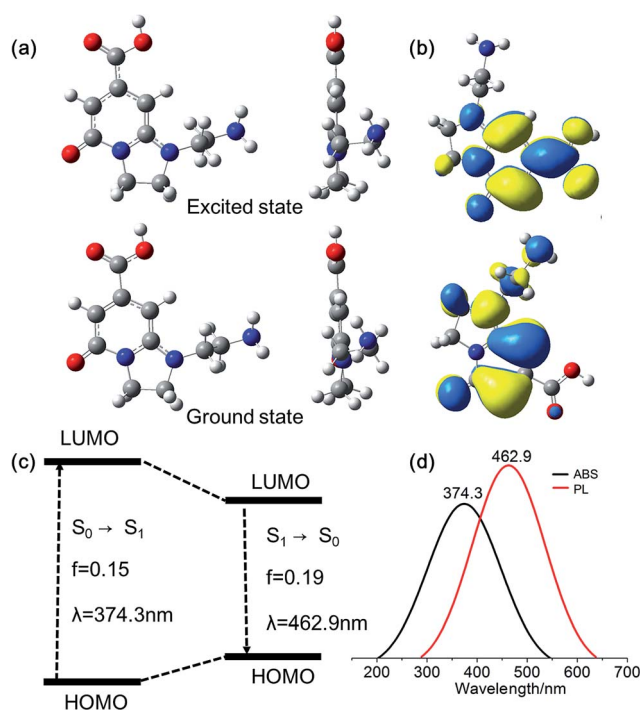 (a)
(b)
Excited state
Ground state
(c)
LUMO
LUMO
S₀ → S₁
f=0.15
λ=374.3nm
S₁ → S₀
f=0.19
λ=462.9nm
HOMO
HOMO
(d)
462.9
374.3
ABS
PL
200 300 400 500 600 700
Wavelength/nm